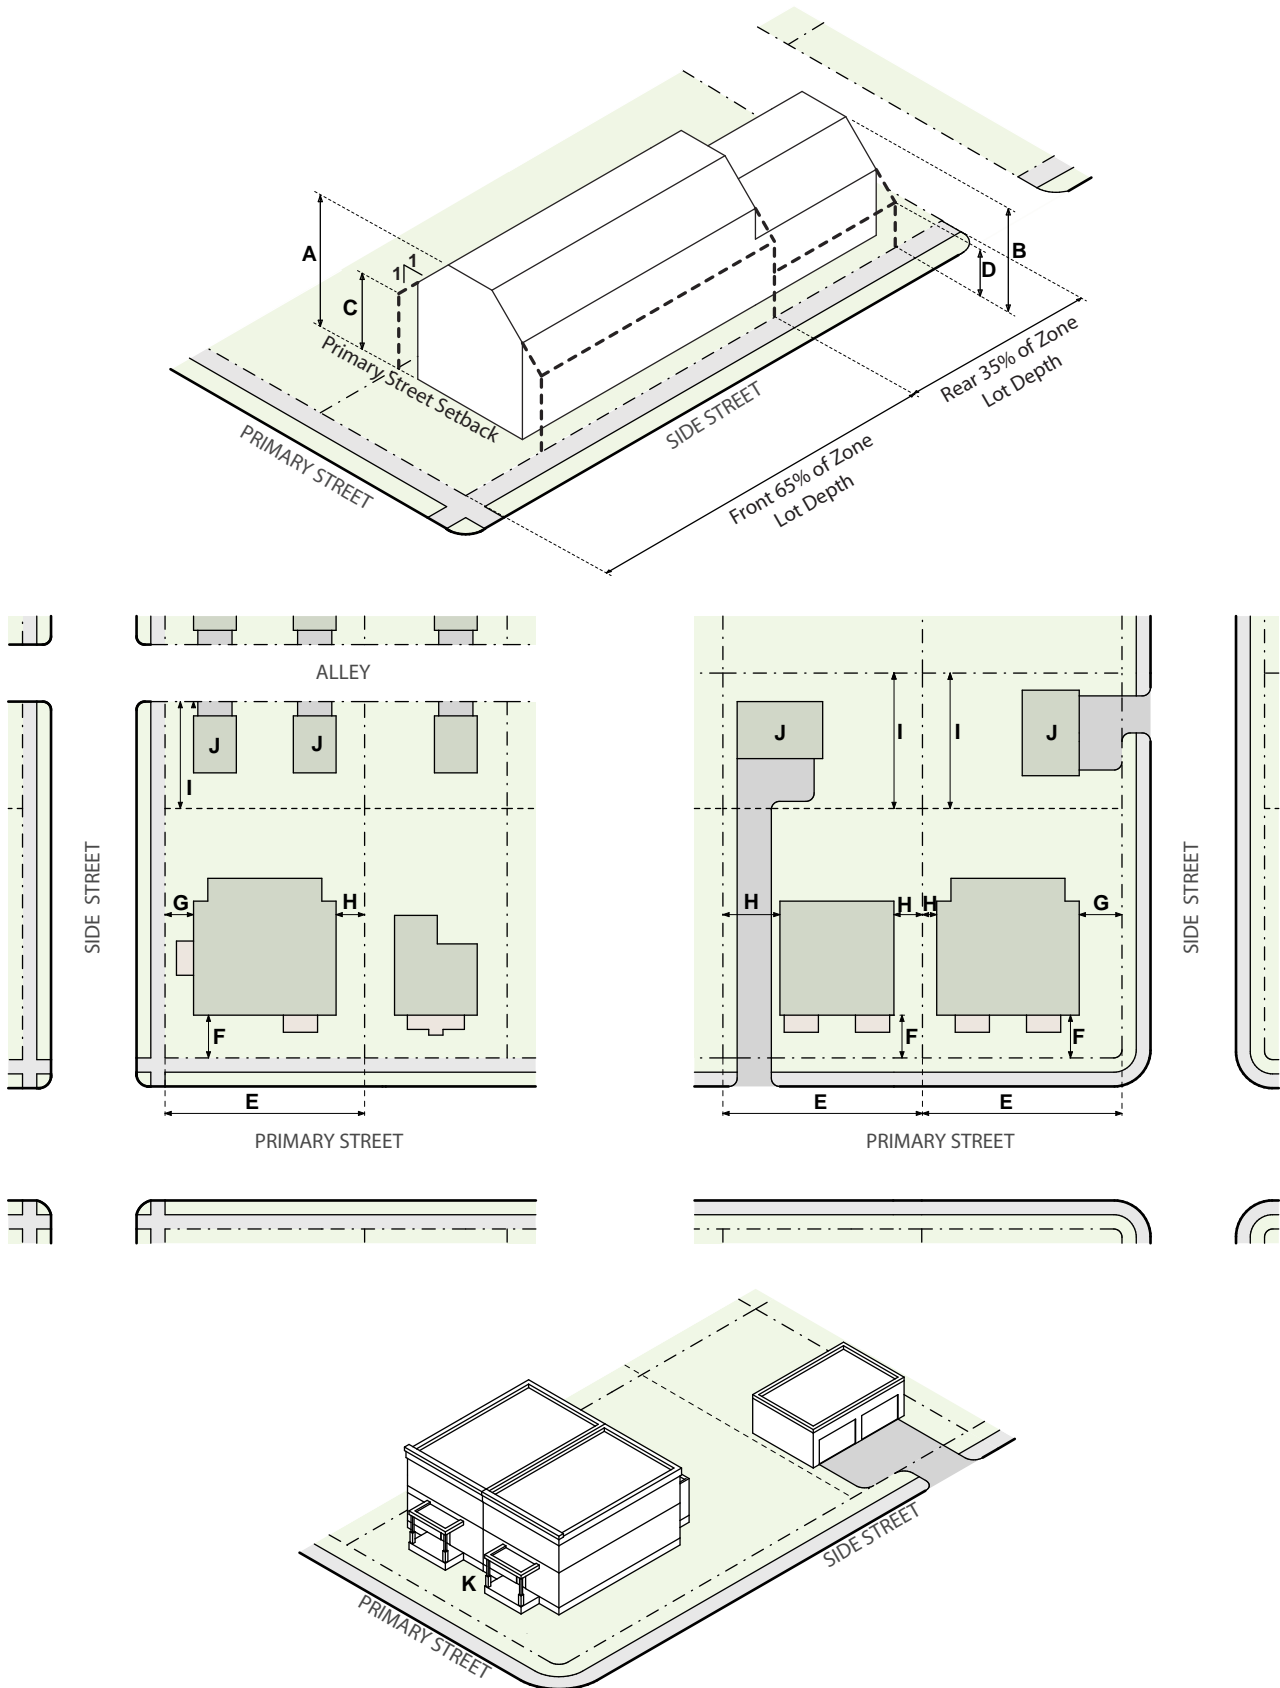 A
B
1
1
C
D
Primary Street Setback
PRIMARY STREET
SIDE STREET
Rear 35% of Zone
Lot Depth
Front 65% of Zone
Lot Depth
ALLEY
J
J
I
SIDE STREET
G
H
F
E
PRIMARY STREET
J
I
I
J
SIDE STREET
H
H
H
G
F
F
E
E
PRIMARY STREET
K
PRIMARY STREET
SIDE STREET